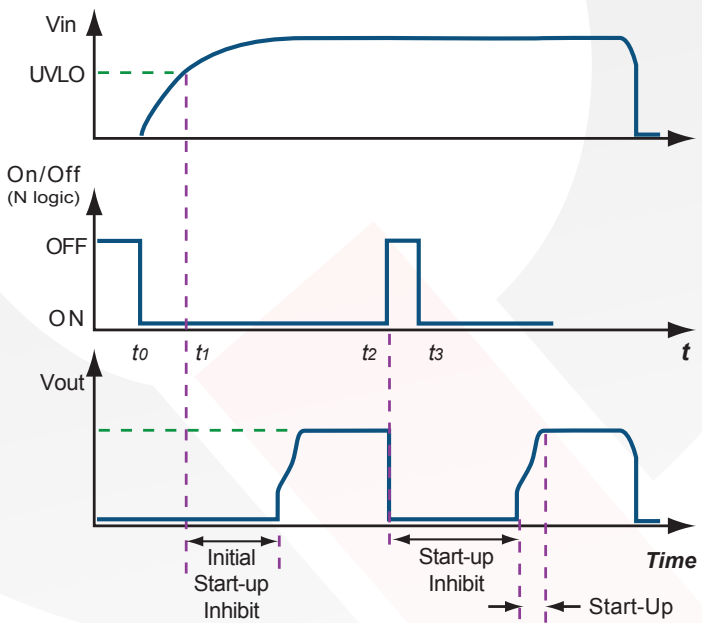 Vin
UVLO
On/Off
(N logic)
OFF
ON
t0
t1
t2
t3
t
Vout
Initial
Start-up
Inhibit
Start-up
Inhibit
Time
Start-Up